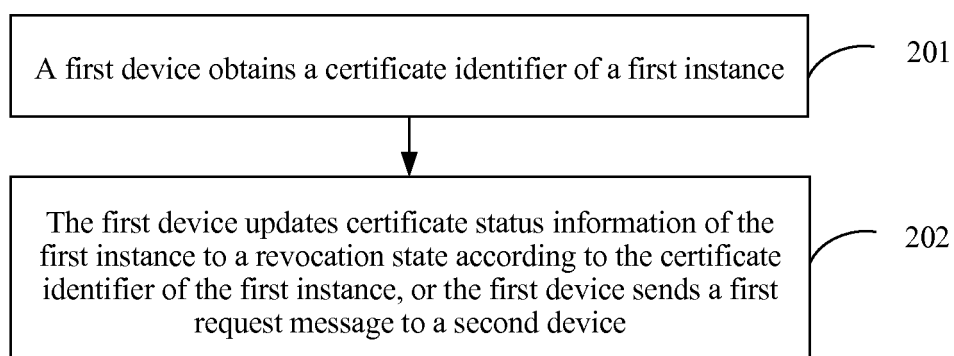 A first device obtains a certificate identifier of a first instance
201
The first device updates certificate status information of the
first instance to a revocation state according to the certificate
identifier of the first instance, or the first device sends a first
request message to a second device
202